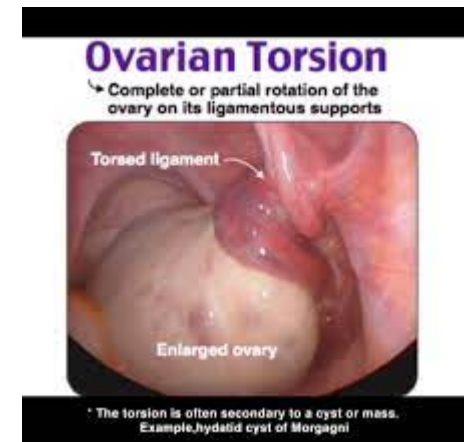 Ovarian Torsion
Complete or partial rotation of the
ovary on its ligamentous supports
Torsed ligament
Enlarged ovary
* The torsion is often secondary to a cyst or mass.
Example,hydatid cyst of Morgagni